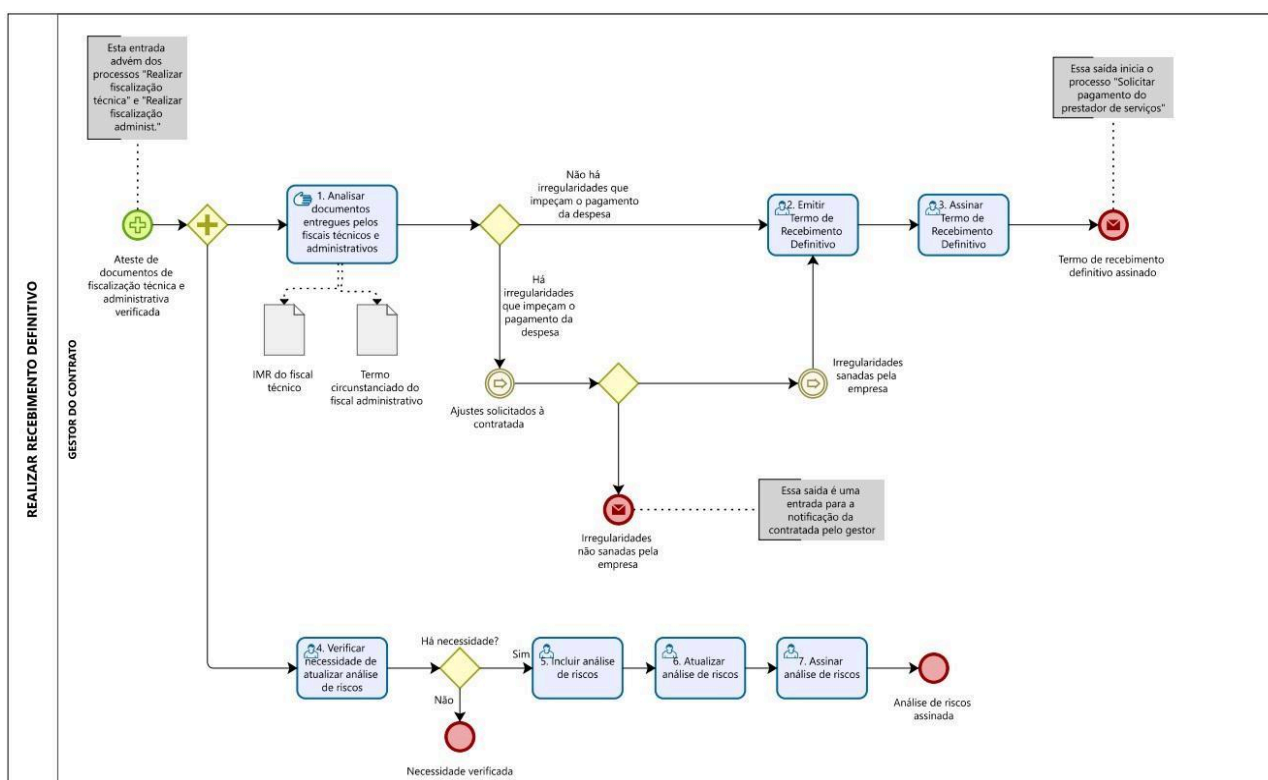 REALIZAR RECEBIMENTO DEFINITIVO
GESTOR DO CONTRATO
Esta entrada
advém dos
processos "Realizar
fiscalização
técnica" e "Realizar
fiscalização
administ."
Essa saída inicia o
processo "Solicitar
pagamento do
prestador de serviços"
Ateste de
documentos de
fiscalização técnica e
administrativa
verificada
1. Analisar
documentos
entregues pelos
fiscais técnicos e
administrativos
IMR do fiscal
técnico
Termo
circunstanciado do
fiscal administrativo
Não há
irregularidades que
impeçam o pagamento
da despesa
Há
irregularidades
que impeçam o
pagamento da
despesa
2. Emitir
Termo de
Recebimento
Definitivo
3. Assinar
Termo de
Recebimento
Definitivo
Termo de recebimento
definitivo assinado
Ajustes solicitados à
contratada
Irregularidades
sanadas pela
empresa
Irregularidades
não sanadas pela
empresa
Essa saída é uma
entrada para a
notificação da
contratada pelo gestor
4. Verificar
necessidade de
atualizar análise
de riscos
Há necessidade?
Sim
Não
Necessidade verificada
5. Incluir análise
de riscos
6. Atualizar
análise de riscos
7. Assinar
análise de riscos
Análise de riscos
assinada